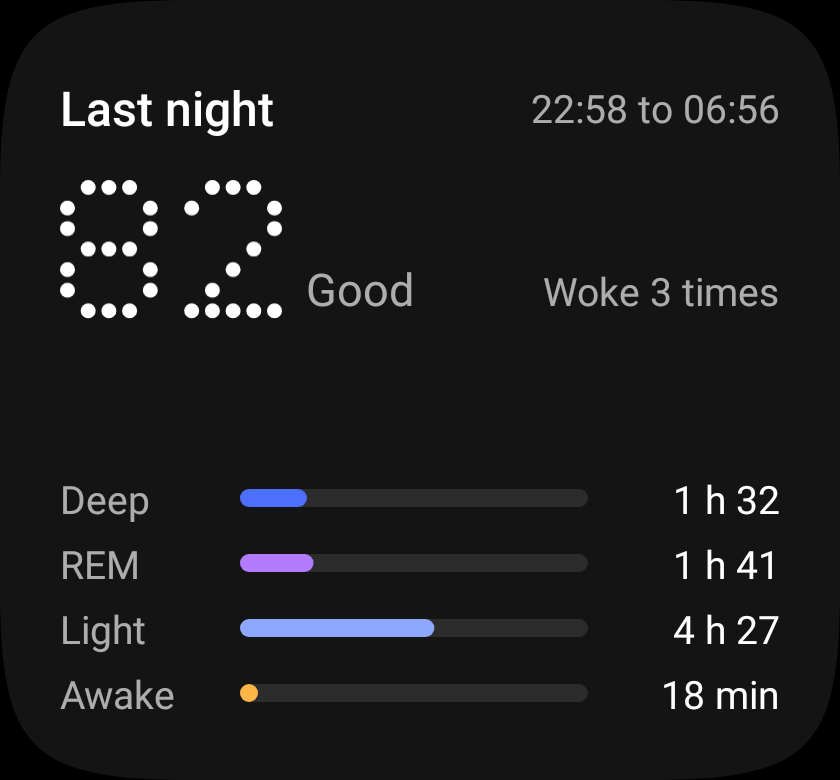 Last night
22:58 to 06:56
82 Good
Woke 3 times
Deep 1 h 32
REM 1 h 41
Light 4 h 27
Awake 18 min